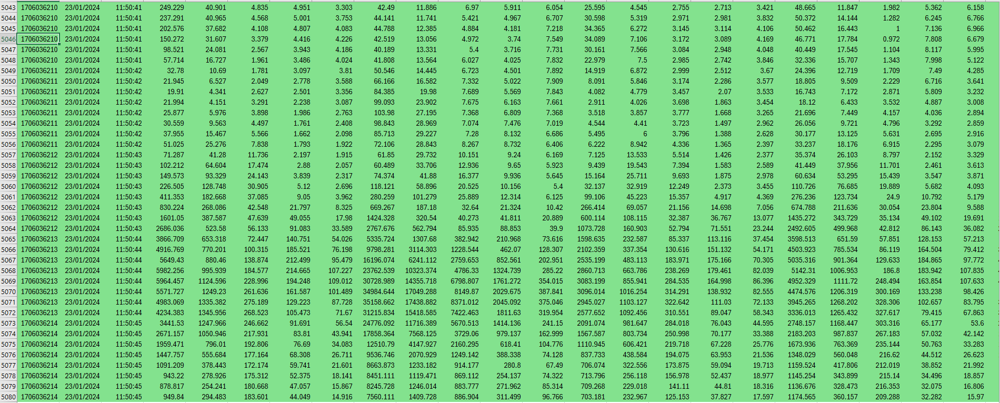 5043 1706036210 23/01/2024 11:50:41 249.229 40.901 4.835 4.951 3.303 42.49 11.886 6.97 5.911 6.054 25.595 4.545 2.755 2.713 3.421 48.665 11.847 1.982 5.362 6.158
5044 1706036210 23/01/2024 11:50:41 237.291 40.965 4.568 5.001 3.753 44.141 11.741 5.421 4.967 6.707 30.598 5.319 2.971 2.981 3.832 50.372 14.144 1.282 6.245 6.766
5045 1706036210 23/01/2024 11:50:41 202.576 37.682 4.108 4.807 4.083 44.788 12.385 4.884 4.181 7.218 34.365 6.272 3.145 3.114 4.106 50.462 16.443 1 7.136 6.966
5046 1706036210 23/01/2024 11:50:41 150.272 31.607 3.379 4.416 4.226 42.519 13.056 4.972 3.74 7.549 34.089 7.106 3.172 3.089 4.169 46.771 17.784 0.972 7.808 6.679
5047 1706036210 23/01/2024 11:50:41 98.521 24.081 2.567 3.943 4.186 40.189 13.331 5.4 3.716 7.731 30.161 7.566 3.084 2.948 4.048 40.449 17.545 1.104 8.117 5.995
5048 1706036210 23/01/2024 11:50:41 57.714 16.727 1.961 3.486 4.024 41.808 13.564 6.027 4.025 7.832 22.979 7.5 2.985 2.742 3.846 32.336 15.707 1.343 7.998 5.122
5049 1706036211 23/01/2024 11:50:42 32.78 10.69 1.781 3.097 3.81 50.546 14.445 6.723 4.501 7.892 14.919 6.872 2.999 2.512 3.67 24.396 12.719 1.709 7.49 4.285
5050 1706036211 23/01/2024 11:50:42 21.945 6.527 2.049 2.778 3.588 66.166 16.582 7.332 5.022 7.909 8.091 5.846 3.174 2.286 3.577 18.805 9.509 2.229 6.716 3.641
5051 1706036211 23/01/2024 11:50:42 19.91 4.341 2.627 2.501 3.356 84.385 19.98 7.689 5.569 7.843 4.082 4.779 3.457 2.07 3.533 16.743 7.172 2.871 5.809 3.232
5052 1706036211 23/01/2024 11:50:42 21.994 4.151 3.291 2.238 3.087 99.093 23.902 7.675 6.163 7.661 2.911 4.026 3.698 1.863 3.454 18.12 6.433 3.532 4.887 3.008
5053 1706036211 23/01/2024 11:50:42 25.877 5.976 3.898 1.986 2.763 103.98 27.195 7.368 6.809 7.368 3.518 3.857 3.777 1.668 3.265 21.696 7.449 4.157 4.036 2.894
5054 1706036211 23/01/2024 11:50:42 30.559 9.563 4.497 1.761 2.408 98.843 28.969 7.074 7.476 7.019 4.544 4.41 3.723 1.497 2.962 26.056 9.721 4.796 3.292 2.859
5055 1706036211 23/01/2024 11:50:42 37.955 15.467 5.566 1.662 2.098 85.713 29.227 7.28 8.132 6.686 5.495 6 3.796 1.388 2.628 30.177 13.125 5.631 2.695 2.916
5056 1706036211 23/01/2024 11:50:42 51.025 25.276 7.838 1.793 1.922 72.106 28.843 8.267 8.732 6.406 6.222 8.942 4.336 1.365 2.397 33.237 18.176 6.915 2.295 3.079
5057 1706036212 23/01/2024 11:50:43 71.287 41.28 11.736 2.197 1.915 61.85 29.732 10.151 9.24 6.169 7.125 13.533 5.514 1.426 2.377 35.374 26.103 8.797 2.152 3.329
5058 1706036212 23/01/2024 11:50:43 102.212 64.604 17.474 2.88 2.057 60.489 33.706 12.936 9.65 5.923 9.439 19.543 7.394 1.583 2.589 41.449 37.956 11.701 2.461 3.613
5059 1706036212 23/01/2024 11:50:43 149.573 93.329 24.143 3.839 2.317 74.374 41.88 16.377 9.936 5.645 15.164 25.711 9.693 1.875 2.978 60.634 53.295 15.439 3.547 3.871
5060 1706036212 23/01/2024 11:50:43 226.505 128.748 30.905 5.12 2.696 118.121 58.896 20.525 10.156 5.4 32.137 32.919 12.249 2.373 3.455 110.726 76.685 19.889 5.682 4.093
5061 1706036212 23/01/2024 11:50:43 411.353 182.668 37.085 9.05 3.962 280.259 101.279 25.889 12.314 6.125 99.106 45.223 15.357 4.917 4.369 276.236 123.734 24.9 10.792 5.179
5062 1706036212 23/01/2024 11:50:43 830.224 268.086 42.548 21.797 8.325 669.267 187.18 32.64 21.324 10.42 266.414 69.057 21.156 14.698 7.056 674.788 211.636 30.054 23.804 9.588
5063 1706036212 23/01/2024 11:50:43 1601.05 387.587 47.639 49.055 17.98 1424.328 320.54 40.273 41.811 20.889 600.114 108.115 32.387 36.767 13.077 1435.272 343.729 35.134 49.102 19.691
5064 1706036212 23/01/2024 11:50:43 2686.036 523.58 56.133 91.083 33.589 2767.676 562.794 85.935 88.853 39.9 1073.728 160.903 52.794 71.551 23.244 2492.605 499.968 42.812 86.143 36.082
5065 1706036213 23/01/2024 11:50:44 3866.709 653.318 72.447 140.751 54.026 5335.724 1307.68 382.942 210.968 73.616 1598.635 232.587 85.337 113.116 37.454 3598.513 651.59 57.851 128.153 57.213
5066 1706036213 23/01/2024 11:50:44 4916.769 770.201 100.315 185.521 76.198 9798.281 3114.303 1228.544 462.07 128.307 2102.359 337.354 130.616 151.132 54.171 4503.923 785.534 86.119 164.504 79.412
5067 1706036213 23/01/2024 11:50:44 5649.43 880.46 138.874 212.499 95.479 16196.074 6241.112 2759.653 852.561 202.951 2535.199 483.113 183.971 175.166 70.305 5035.316 901.364 129.633 184.865 97.772
5068 1706036213 23/01/2024 11:50:44 5982.256 995.939 184.577 214.665 107.227 23762.539 10323.374 4786.33 1324.739 285.22 2860.713 663.786 238.269 179.461 82.039 5142.31 1006.953 186.8 183.942 107.835
5069 1706036213 23/01/2024 11:50:44 5964.457 1124.596 228.996 194.248 109.012 30728.989 14355.718 6798.807 1761.272 354.015 3083.199 855.941 284.535 164.998 86.396 4952.329 1111.72 248.494 163.854 107.633
5070 1706036213 23/01/2024 11:50:44 5571.727 1249.23 261.636 161.587 101.489 34984.644 17049.288 8149.87 2029.675 387.841 3096.014 1016.254 314.291 138.932 82.555 4474.576 1206.319 300.169 133.238 98.426
5071 1706036213 23/01/2024 11:50:44 4983.069 1335.382 275.189 129.223 87.728 35158.662 17438.882 8371.012 2045.092 375.046 2945.027 1103.127 322.642 111.03 72.133 3945.265 1268.202 328.306 102.657 83.795
5072 1706036213 23/01/2024 11:50:44 4234.383 1345.956 268.523 105.473 71.67 31215.834 15418.585 7422.463 1811.63 319.954 2577.652 1092.456 310.551 89.047 58.343 3336.013 1265.432 327.617 79.415 67.863
5073 1706036214 23/01/2024 11:50:45 3441.53 1247.966 246.662 91.691 56.54 24776.092 11716.389 5670.513 1414.136 241.15 2091.074 981.647 284.018 76.043 44.595 2748.157 1168.447 303.316 65.177 53.6
5074 1706036214 23/01/2024 11:50:45 2671.157 1050.946 217.931 83.81 43.941 17858.364 7568.125 3729.06 979.137 162.999 1567.587 803.734 250.998 70.177 33.388 2183.203 987.837 267.183 57.032 42.142
5075 1706036214 23/01/2024 11:50:45 1959.471 796.01 192.806 76.69 34.083 12510.79 4147.927 2160.295 618.41 104.776 1110.945 606.421 219.718 67.228 25.776 1673.936 763.369 235.144 50.763 33.283
5076 1706036214 23/01/2024 11:50:45 1447.757 555.684 177.164 68.308 26.711 9536.746 2070.929 1249.142 388.338 74.128 837.733 438.584 194.075 63.953 21.536 1348.029 560.048 216.62 44.512 26.623
5077 1706036214 23/01/2024 11:50:45 1091.209 378.443 172.174 59.741 21.601 8663.873 1233.182 914.177 280.8 67.49 706.074 322.556 173.875 59.094 19.713 1159.524 417.806 212.019 38.852 21.992
5078 1706036214 23/01/2024 11:50:45 943.22 278.926 175.312 52.375 18.141 8451.111 1119.471 869.112 254.137 74.322 713.796 256.118 156.978 52.437 18.977 1145.254 343.899 215.14 34.496 18.857
5079 1706036214 23/01/2024 11:50:45 878.817 254.241 180.668 47.057 15.867 8245.728 1246.014 883.777 271.962 85.314 709.268 229.018 141.11 44.81 18.316 1136.676 328.473 216.353 32.075 16.806
5080 1706036214 23/01/2024 11:50:45 949.84 294.483 183.601 44.049 14.916 7560.111 1409.728 886.904 311.499 96.766 703.181 232.967 125.153 37.827 17.597 1174.565 360.157 209.288 32.282 15.97